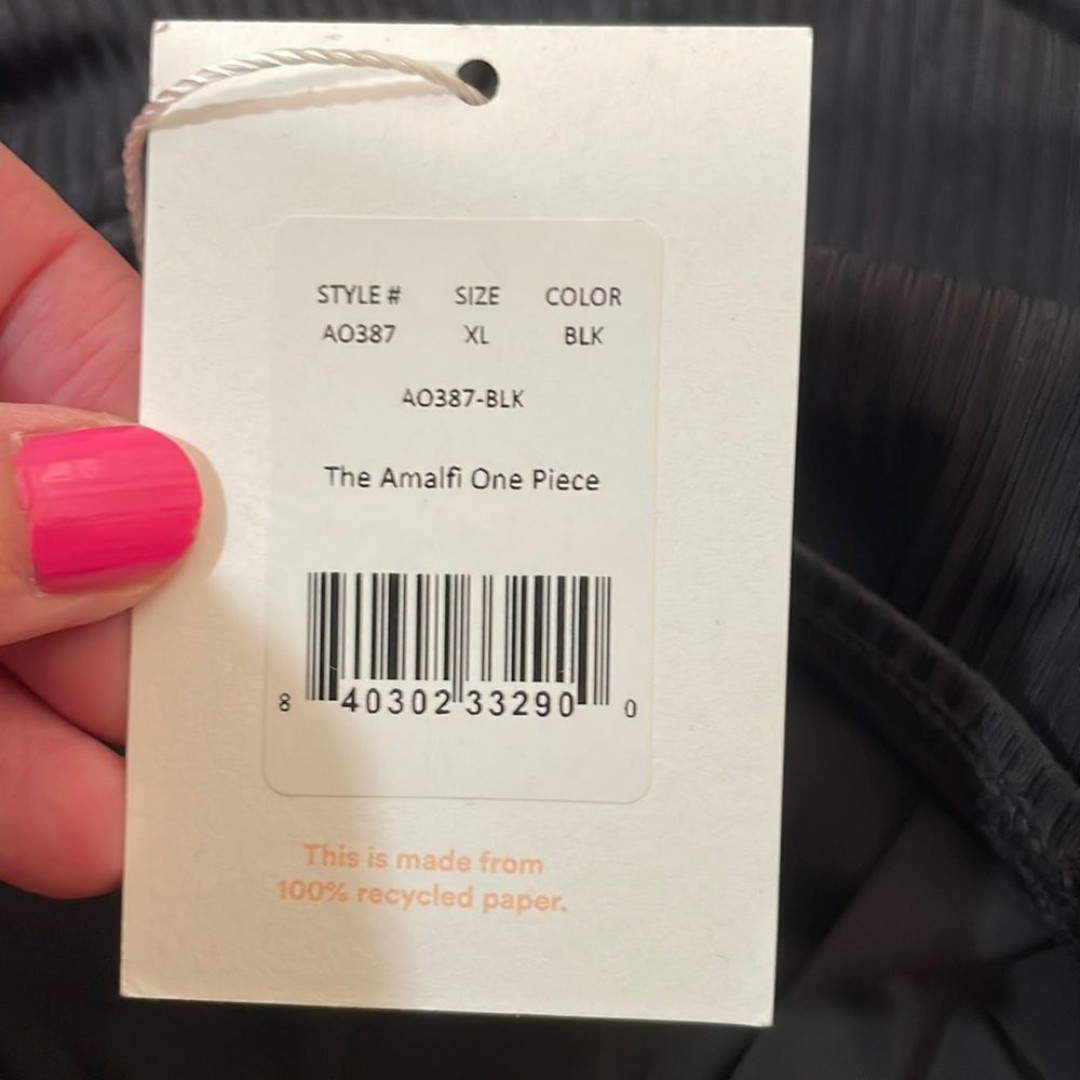 STYLE # SIZE COLOR
AO387 XL BLK
AO387-BLK
The Amalfi One Piece
8 40302 33290 0
This is made from
100% recycled paper.